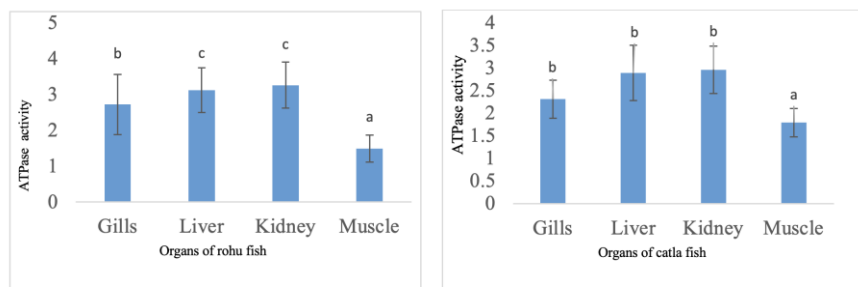 5
4
3
2
1
0
ATPase activity
b
c
c
a
Gills Liver Kidney Muscle
Organs of rohu fish
4
3.5
3
2.5
2
1.5
1
0.5
0
ATPase activity
b
b
b
a
Gills Liver Kidney Muscle
Organs of catla fish